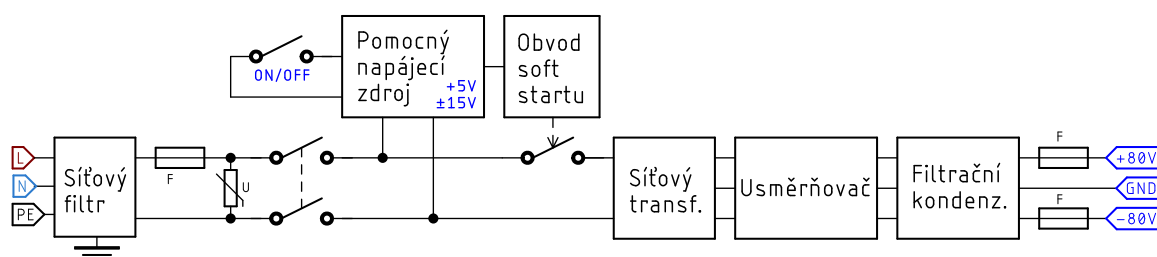 ON/OFF
Pomocný
napájecí
zdroj
+5V
±15V
Obvod
soft
startu
L
N
PE
Síťový
filtr
F
U
Síťový
transf.
Usměrňovač
Filtrační
kondenz.
F
F
+80V
GND
-80V